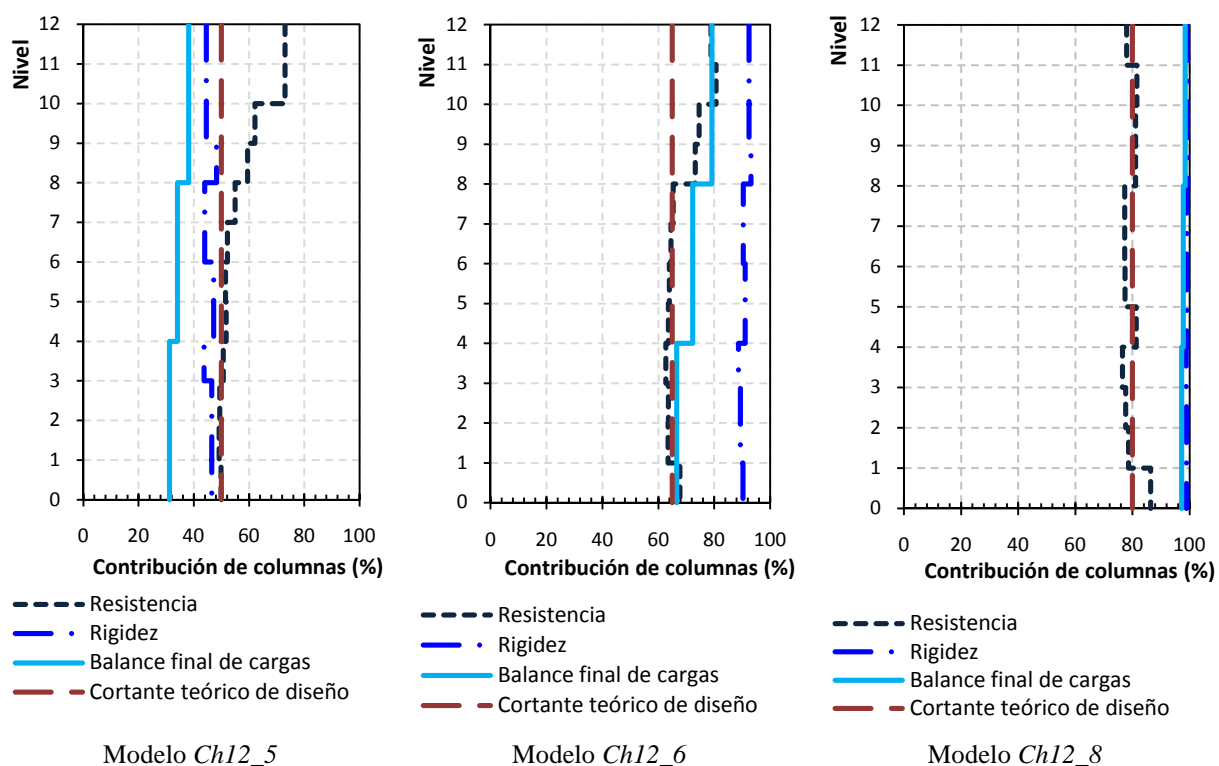 Nivel
12
11
10
9
8
7
6
5
4
3
2
1
0
0 20 40 60 80 100
Contribución de columnas (%)
Resistencia
Rigidez
Balance final de cargas
Cortante teórico de diseño
Modelo Ch12_5
Nivel
12
11
10
9
8
7
6
5
4
3
2
1
0
0 20 40 60 80 100
Contribución de columnas (%)
Resistencia
Rigidez
Balance final de cargas
Cortante teórico de diseño
Modelo Ch12_6
Nivel
12
11
10
9
8
7
6
5
4
3
2
1
0
0 20 40 60 80 100
Contribución de columnas (%)
Resistencia
Rigidez
Balance final de cargas
Cortante teórico de diseño
Modelo Ch12_8